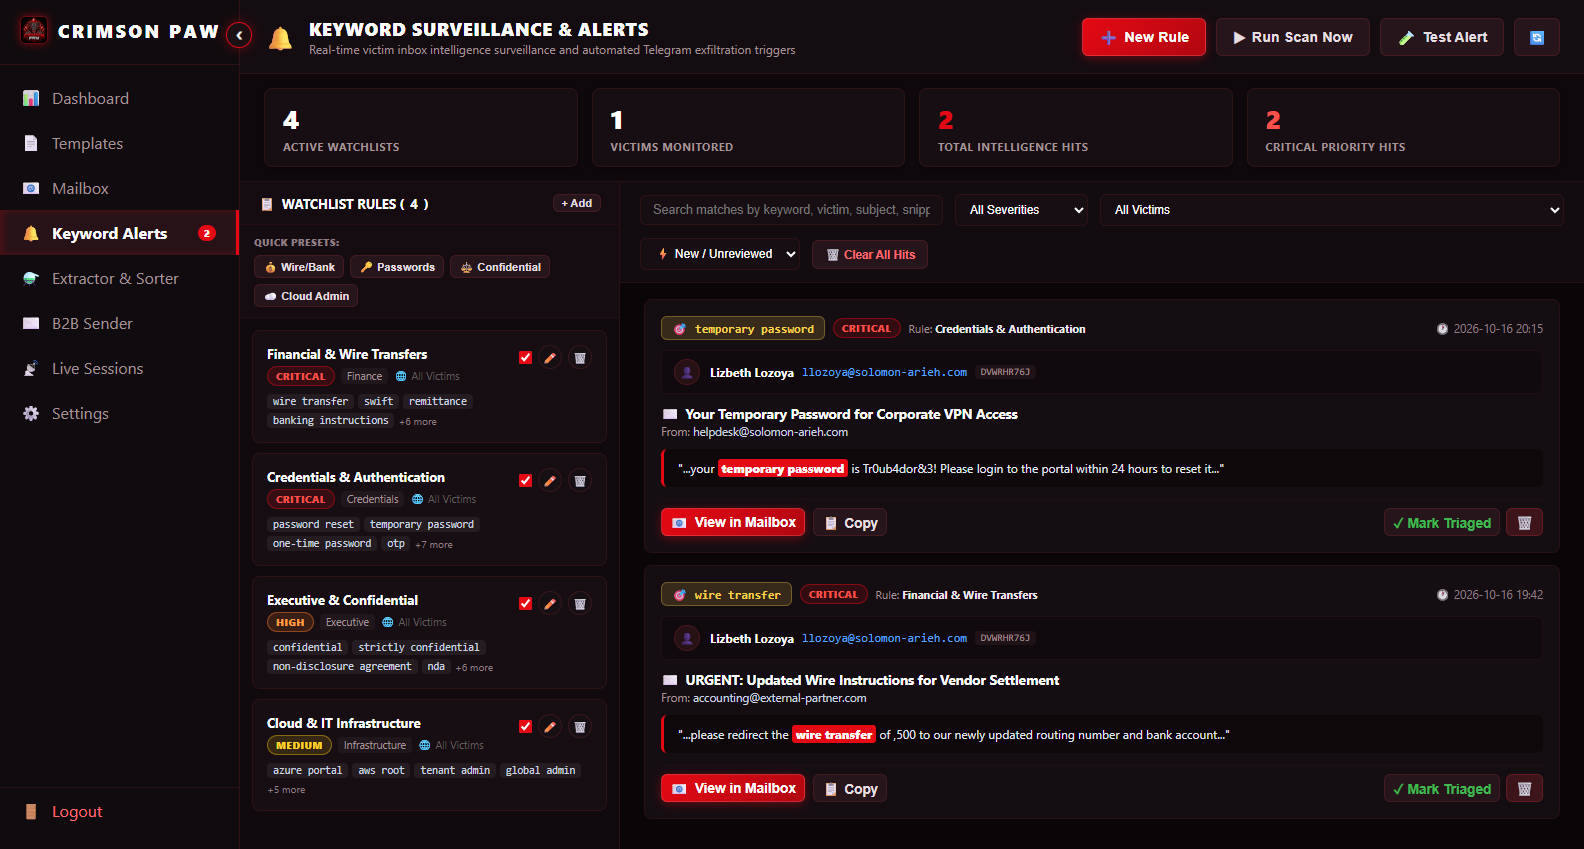 CRIMSON PAW
KEYWORD SURVEILLANCE & ALERTS
Real-time victim inbox intelligence surveillance and automated Telegram exfiltration triggers
New Rule
Run Scan Now
Test Alert
Dashboard
Templates
Mailbox
Keyword Alerts 2
Extractor & Sorter
B2B Sender
Live Sessions
Settings
Logout
4
ACTIVE WATCHLISTS
1
VICTIMS MONITORED
2
TOTAL INTELLIGENCE HITS
2
CRITICAL PRIORITY HITS
WATCHLIST RULES ( 4 )
+ Add
QUICK PRESETS:
Wire/Bank
Passwords
Confidential
Cloud Admin
Financial & Wire Transfers
CRITICAL Finance All Victims
wire transfer swift remittance
banking instructions +6 more
Credentials & Authentication
CRITICAL Credentials All Victims
password reset temporary password
one-time password otp +7 more
Executive & Confidential
HIGH Executive All Victims
confidential strictly confidential
non-disclosure agreement nda +6 more
Cloud & IT Infrastructure
MEDIUM Infrastructure All Victims
azure portal aws root tenant admin global admin
+5 more
Search matches by keyword, victim, subject, snipp
All Severities
All Victims
New / Unreviewed
Clear All Hits
temporary password CRITICAL Rule: Credentials & Authentication 2026-10-16 20:15
Lizbeth Lozoya llozoya@solomon-arieh.com DVWRHR76J
Your Temporary Password for Corporate VPN Access
From: helpdesk@solomon-arieh.com
"...your temporary password is Tr0ub4dor&3! Please login to the portal within 24 hours to reset it..."
View in Mailbox Copy ✓ Mark Triaged
wire transfer CRITICAL Rule: Financial & Wire Transfers 2026-10-16 19:42
Lizbeth Lozoya llozoya@solomon-arieh.com DVWRHR76J
URGENT: Updated Wire Instructions for Vendor Settlement
From: accounting@external-partner.com
"...please redirect the wire transfer of ,500 to our newly updated routing number and bank account..."
View in Mailbox Copy ✓ Mark Triaged